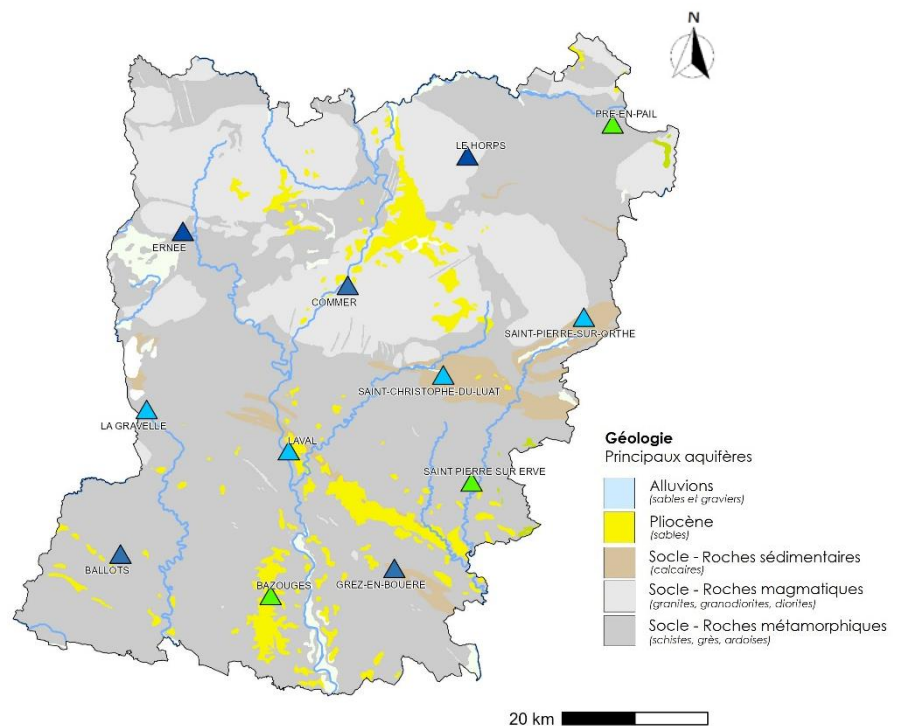 N
PRE-EN-PAIL
LE HORPS
ERNEE
COMMER
SAINT-PIERRE-SUR-ORTHE
SAINT-CHRISTOPHE-DU-LUAT
LA GRAVELLE
LAVAL
SAINT PIERRE SUR ERVE
BALLOTS
BAZOUGES
GREZ-EN-BOUERE
Géologie
Principaux aquifères
Alluvions
(sables et graviers)
Pliocène
(sables)
Socle - Roches sédimentaires
(calcaires)
Socle - Roches magmatiques
(granites, granodiorites, diorites)
Socle - Roches métamorphiques
(schistes, grès, ardoises)
20 km